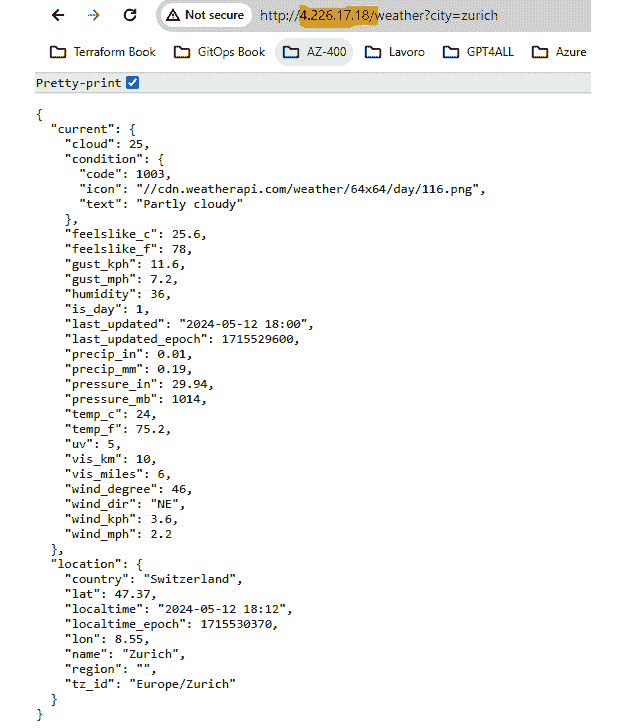 Not secure http://4.226.17.18/weather?city=zurich
Terraform Book GitOps Book AZ-400 Lavoro GPT4ALL Azure
Pretty-print
{
  "current": {
    "cloud": 25,
    "condition": {
      "code": 1003,
      "icon": "//cdn.weatherapi.com/weather/64x64/day/116.png",
      "text": "Partly cloudy"
    },
    "feelslike_c": 25.6,
    "feelslike_f": 78,
    "gust_kph": 11.6,
    "gust_mph": 7.2,
    "humidity": 36,
    "is_day": 1,
    "last_updated": "2024-05-12 18:00",
    "last_updated_epoch": 1715529600,
    "precip_in": 0.01,
    "precip_mm": 0.19,
    "pressure_in": 29.94,
    "pressure_mb": 1014,
    "temp_c": 24,
    "temp_f": 75.2,
    "uv": 5,
    "vis_km": 10,
    "vis_miles": 6,
    "wind_degree": 46,
    "wind_dir": "NE",
    "wind_kph": 3.6,
    "wind_mph": 2.2
  },
  "location": {
    "country": "Switzerland",
    "lat": 47.37,
    "localtime": "2024-05-12 18:12",
    "localtime_epoch": 1715530370,
    "lon": 8.55,
    "name": "Zurich",
    "region": "",
    "tz_id": "Europe/Zurich"
  }
}